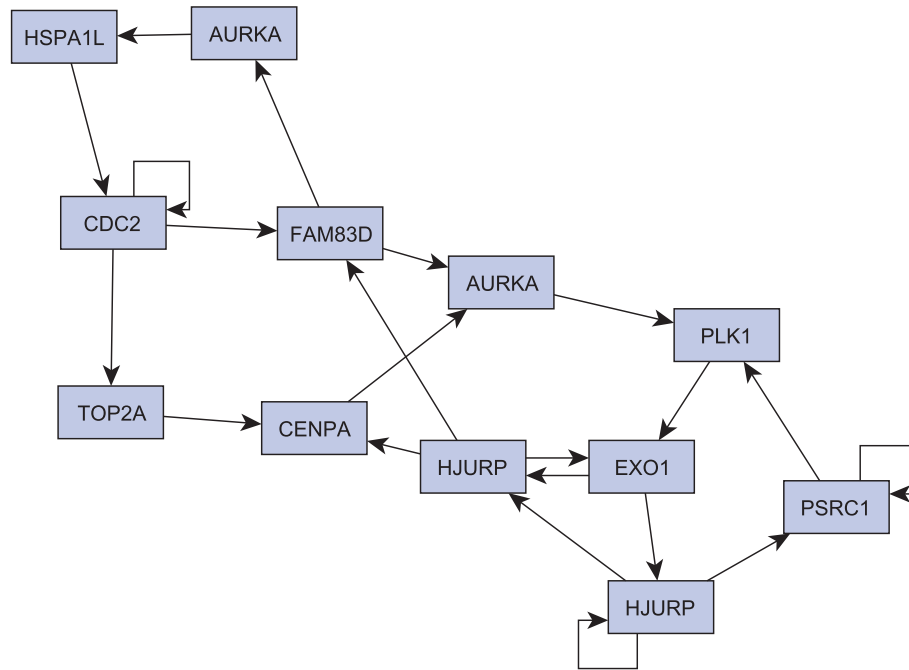 HSPA1L
AURKA
CDC2
FAM83D
AURKA
PLK1
TOP2A
CENPA
HJURP
EXO1
PSRC1
HJURP